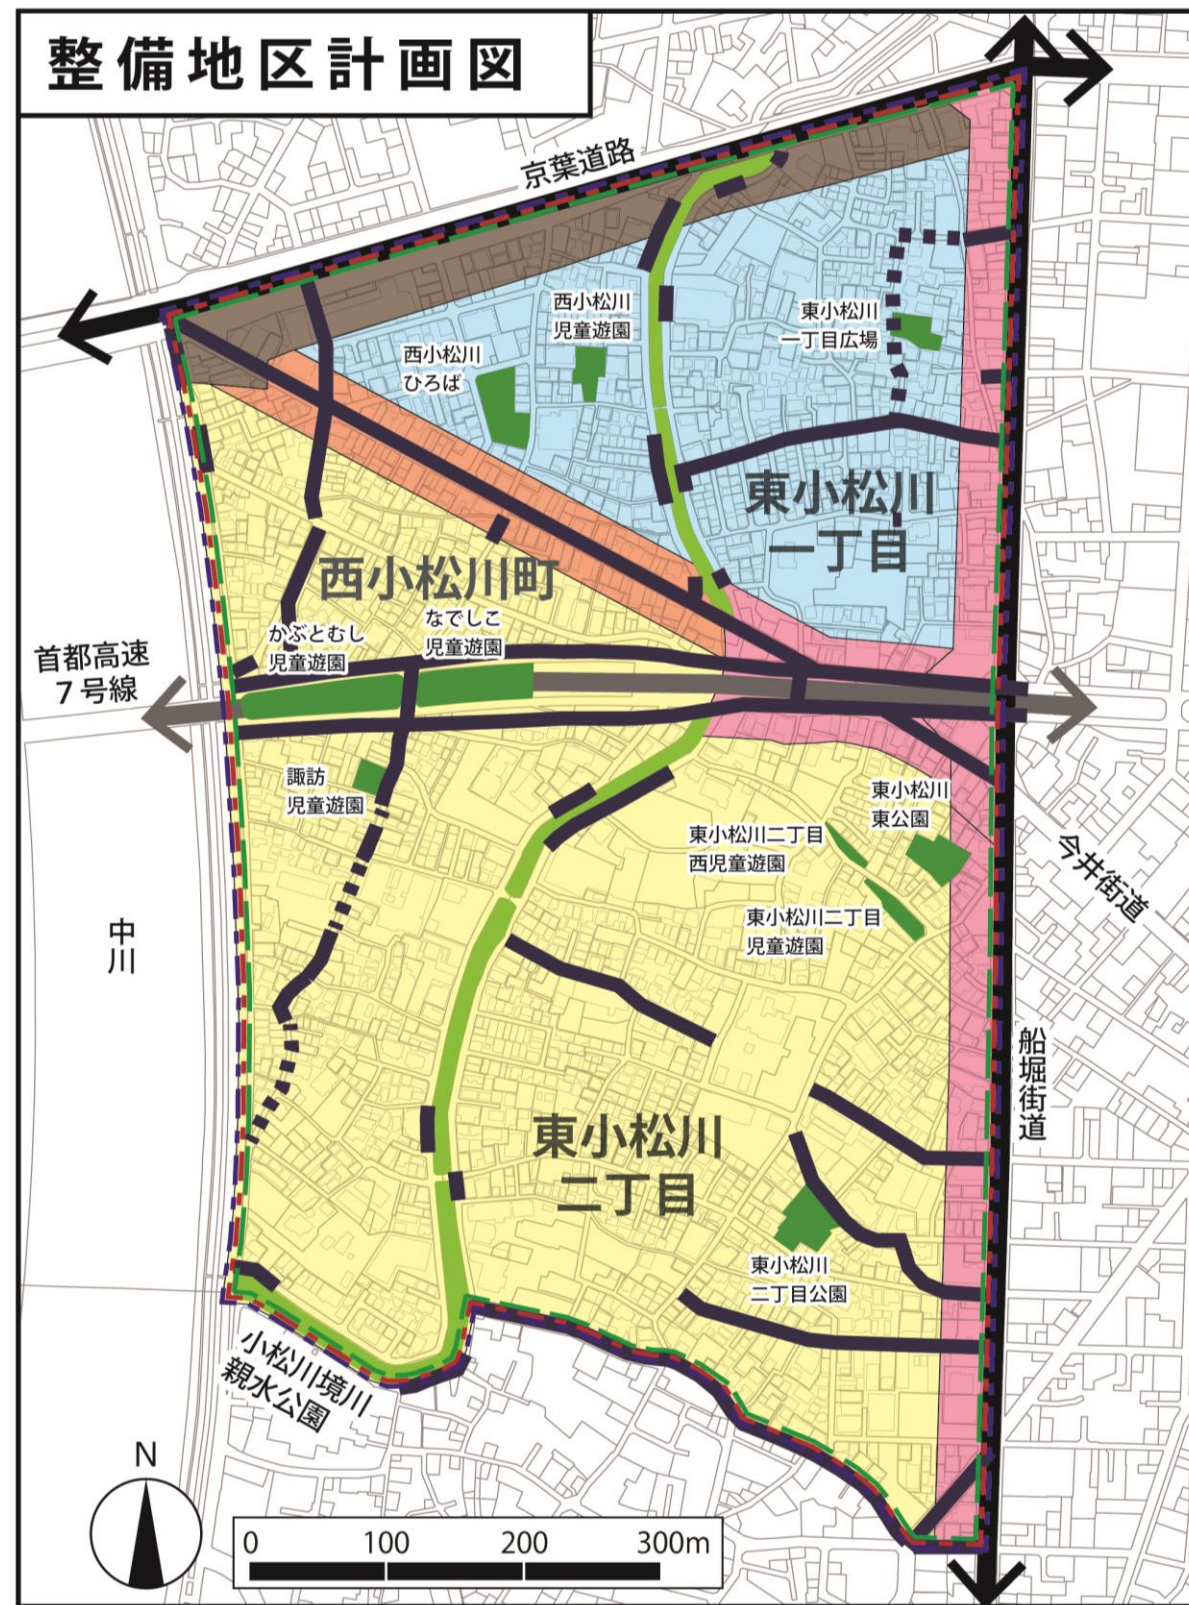 整備地区計画図
京葉道路
西小松川
児童遊園
東小松川
一丁目広場
西小松川
ひろば
東小松川
一丁目
西小松川町
かぶとむし
児童遊園
なでしこ
児童遊園
首都高速
7号線
諏訪
児童遊園
東小松川
東公園
東小松川二丁目
西児童遊園
今井街道
東小松川二丁目
児童遊園
中川
船堀街道
東小松川
二丁目
東小松川
二丁目公園
小松川境川
親水公園
N
0 100 200 300m